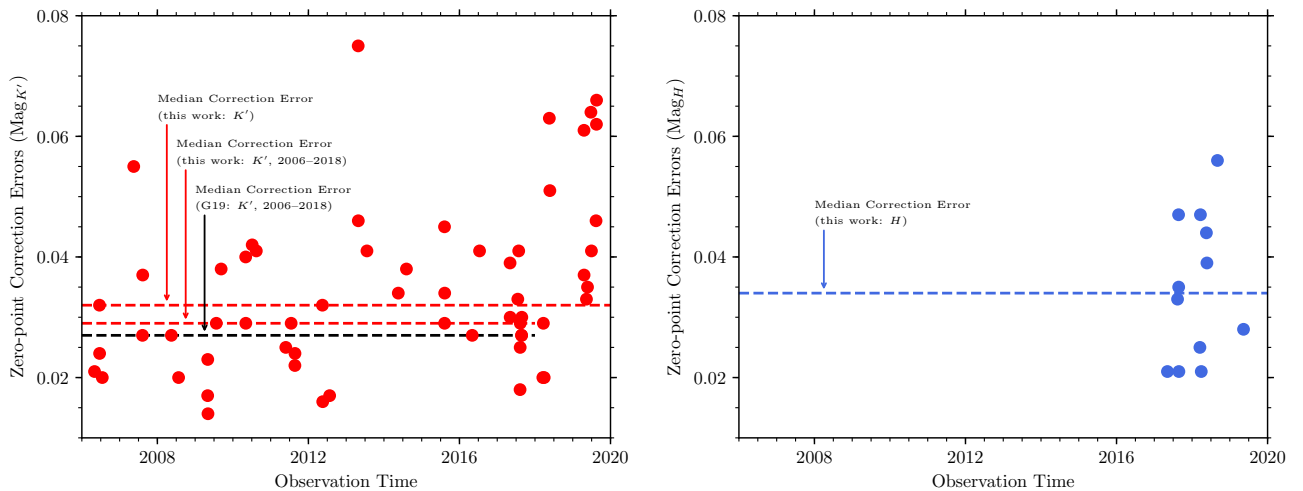 Zero-point Correction Errors (Mag_{K′})
0.08
0.06
0.04
0.02
Median Correction Error
(this work: K′)
Median Correction Error
(this work: K′, 2006–2018)
Median Correction Error
(G19: K′, 2006–2018)
2008
2012
2016
2020
Observation Time
Zero-point Correction Errors (Mag_H)
0.08
0.06
0.04
0.02
Median Correction Error
(this work: H)
2008
2012
2016
2020
Observation Time